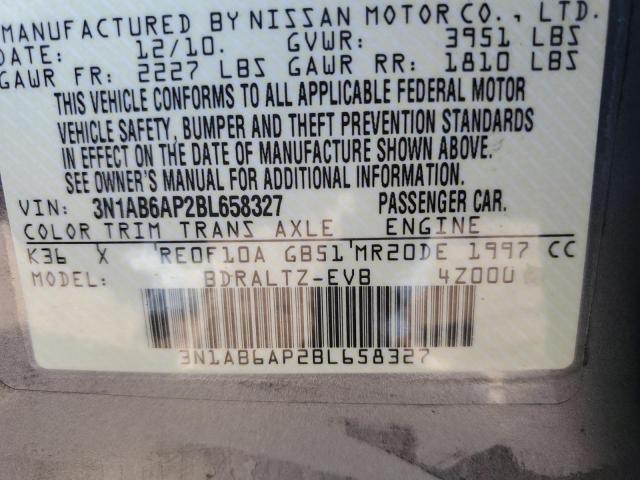 MANUFACTURED BY NISSAN MOTOR CO., LTD.
DATE: 12/10. GVWR: 3951 LBS
GAWR FR: 2227 LBS GAWR RR: 1810 LBS
THIS VEHICLE CONFORMS TO ALL APPLICABLE FEDERAL MOTOR
VEHICLE SAFETY, BUMPER AND THEFT PREVENTION STANDARDS
IN EFFECT ON THE DATE OF MANUFACTURE SHOWN ABOVE.
SEE OWNER'S MANUAL FOR ADDITIONAL INFORMATION.
VIN: 3N1AB6AP2BL658327 PASSENGER CAR.
COLOR TRIM TRANS AXLE ENGINE
K36 X RE0F10A GB51 MR20DE 1997 CC
MODEL: BDRALTZ-EVB 4Z000
3N1AB6AP2BL658327